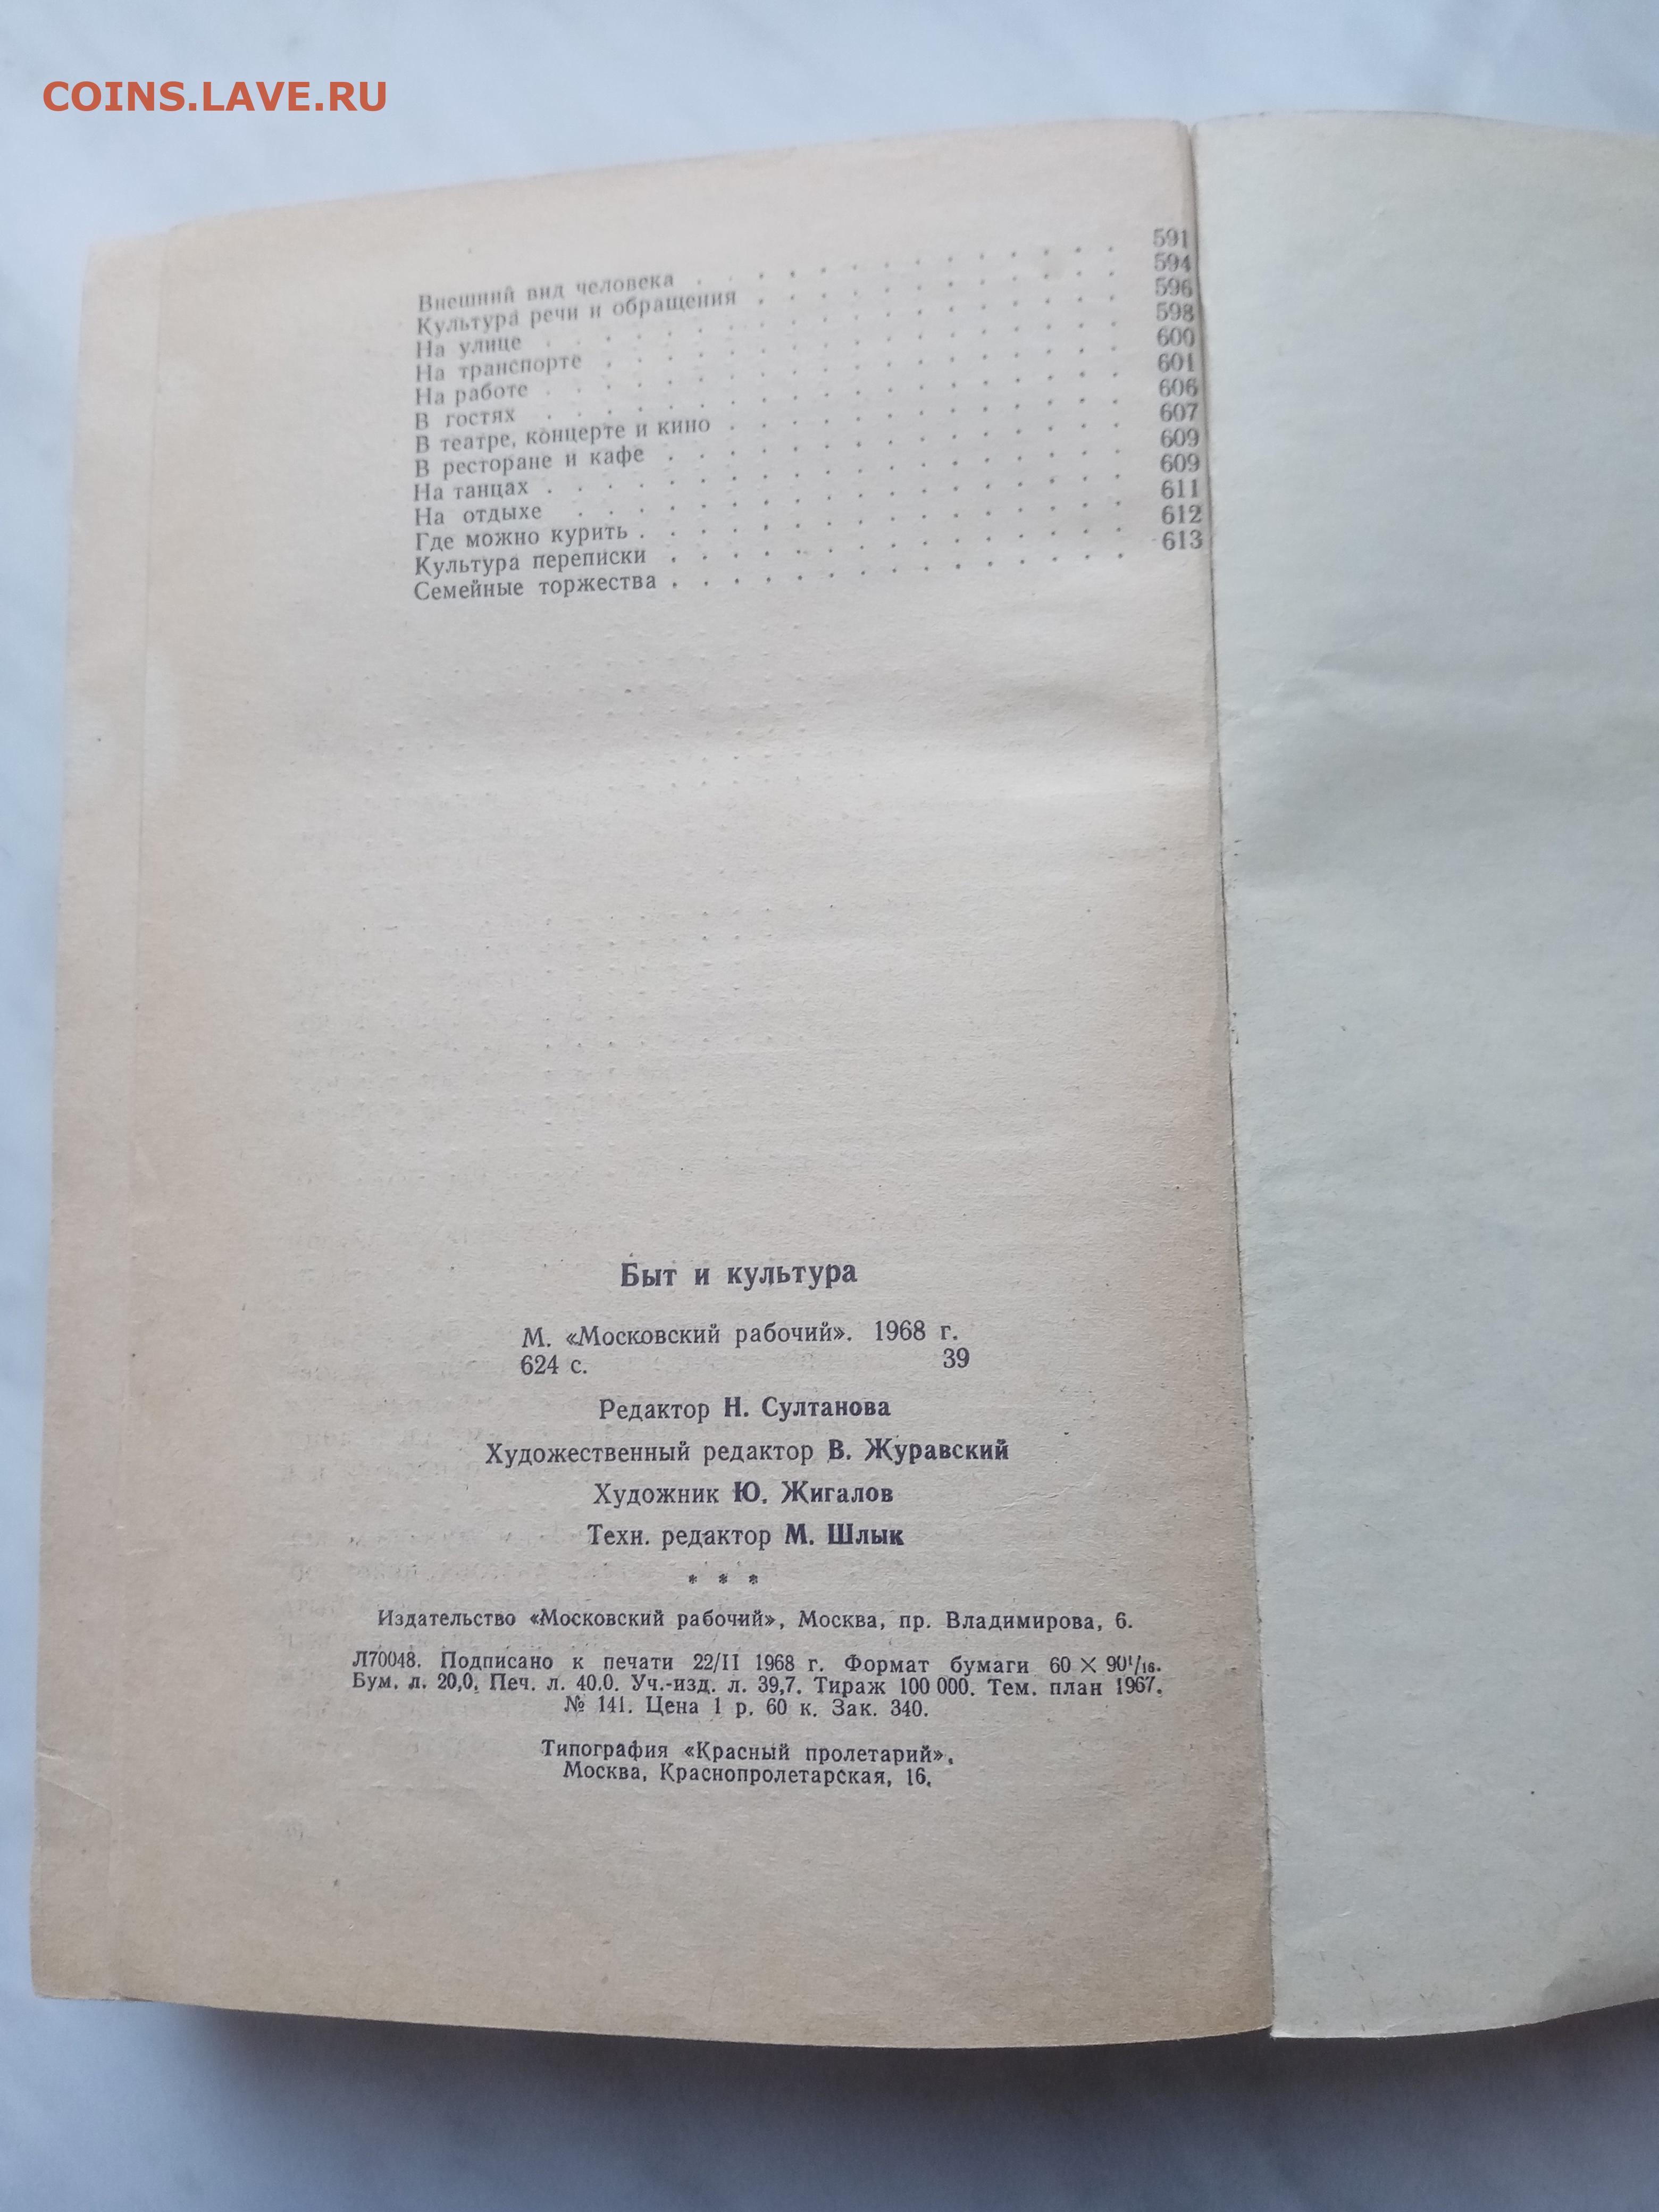 COINS.LAVE.RU
Внешний вид человека . . . . . . . . . . . . . . 591
Культура речи и обращения . . . . . . . . . . . . 594
На улице . . . . . . . . . . . . . . . . . . . 596
На транспорте . . . . . . . . . . . . . . . . . 598
На работе . . . . . . . . . . . . . . . . . . . 600
В гостях . . . . . . . . . . . . . . . . . . . 601
В театре, концерте и кино . . . . . . . . . . . . . 606
В ресторане и кафе . . . . . . . . . . . . . . . 607
На танцах . . . . . . . . . . . . . . . . . . . 609
На отдыхе . . . . . . . . . . . . . . . . . . 609
Где можно курить . . . . . . . . . . . . . . . . 611
Культура переписки . . . . . . . . . . . . . . . 612
Семейные торжества . . . . . . . . . . . . . . . 613
Быт и культура
М. «Московский рабочий». 1968 г.
624 с. 39
Редактор Н. Султанова
Художественный редактор В. Журавский
Художник Ю. Жигалов
Техн. редактор М. Шлык
* * *
Издательство «Московский рабочий», Москва, пр. Владимирова, 6.
Л70048. Подписано к печати 22/II 1968 г. Формат бумаги 60 × 90¹/₁₆.
Бум. л. 20,0. Печ. л. 40.0. Уч.-изд. л. 39,7. Тираж 100 000. Тем. план 1967.
№ 141. Цена 1 р. 60 к. Зак. 340.
Типография «Красный пролетарий».
Москва, Краснопролетарская, 16.